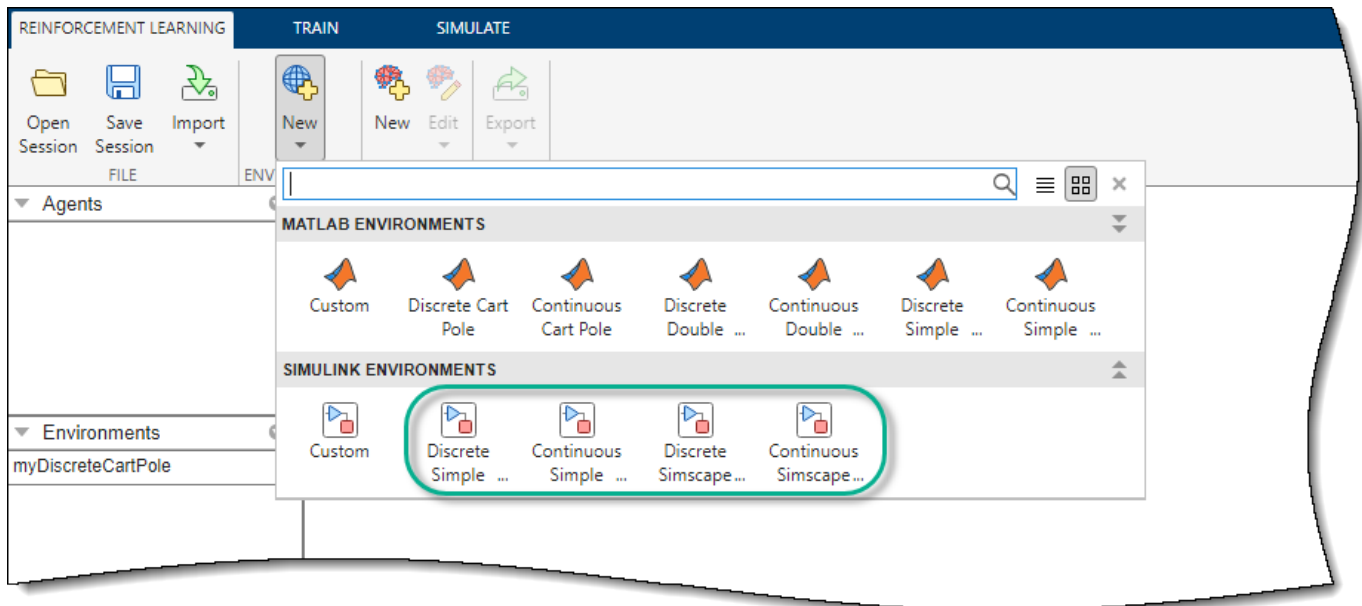 REINFORCEMENT LEARNING TRAIN SIMULATE
Open Save Import New New Edit Export
Session Session
FILE ENV
Agents
MATLAB ENVIRONMENTS
Custom Discrete Cart Continuous Discrete Continuous Discrete Continuous
Pole Cart Pole Double ... Double ... Simple ... Simple ...
SIMULINK ENVIRONMENTS
Environments
Custom Discrete Continuous Discrete Continuous
myDiscreteCartPole
Simple ... Simple ... Simscape... Simscape...